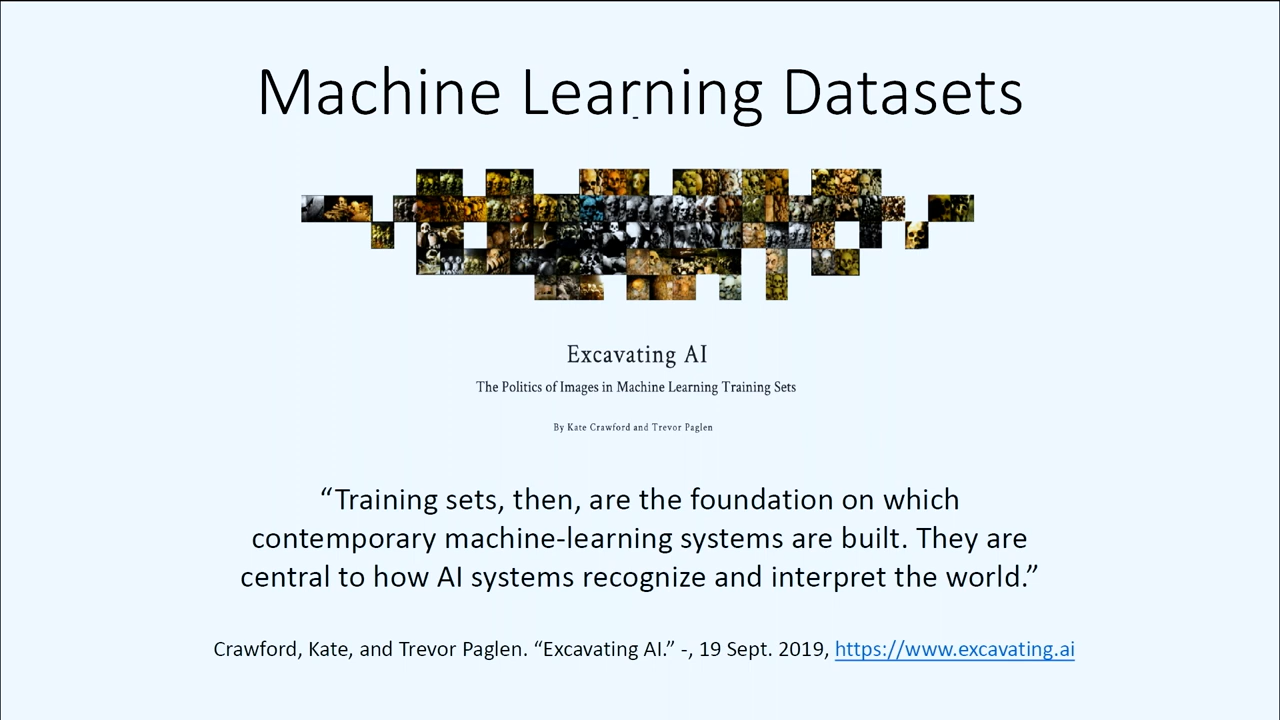 Machine Learning Datasets
Excavating AI
The Politics of Images in Machine Learning Training Sets
By Kate Crawford and Trevor Paglen
“Training sets, then, are the foundation on which
contemporary machine-learning systems are built. They are
central to how AI systems recognize and interpret the world.”
Crawford, Kate, and Trevor Paglen. “Excavating AI.” -, 19 Sept. 2019, https://www.excavating.ai